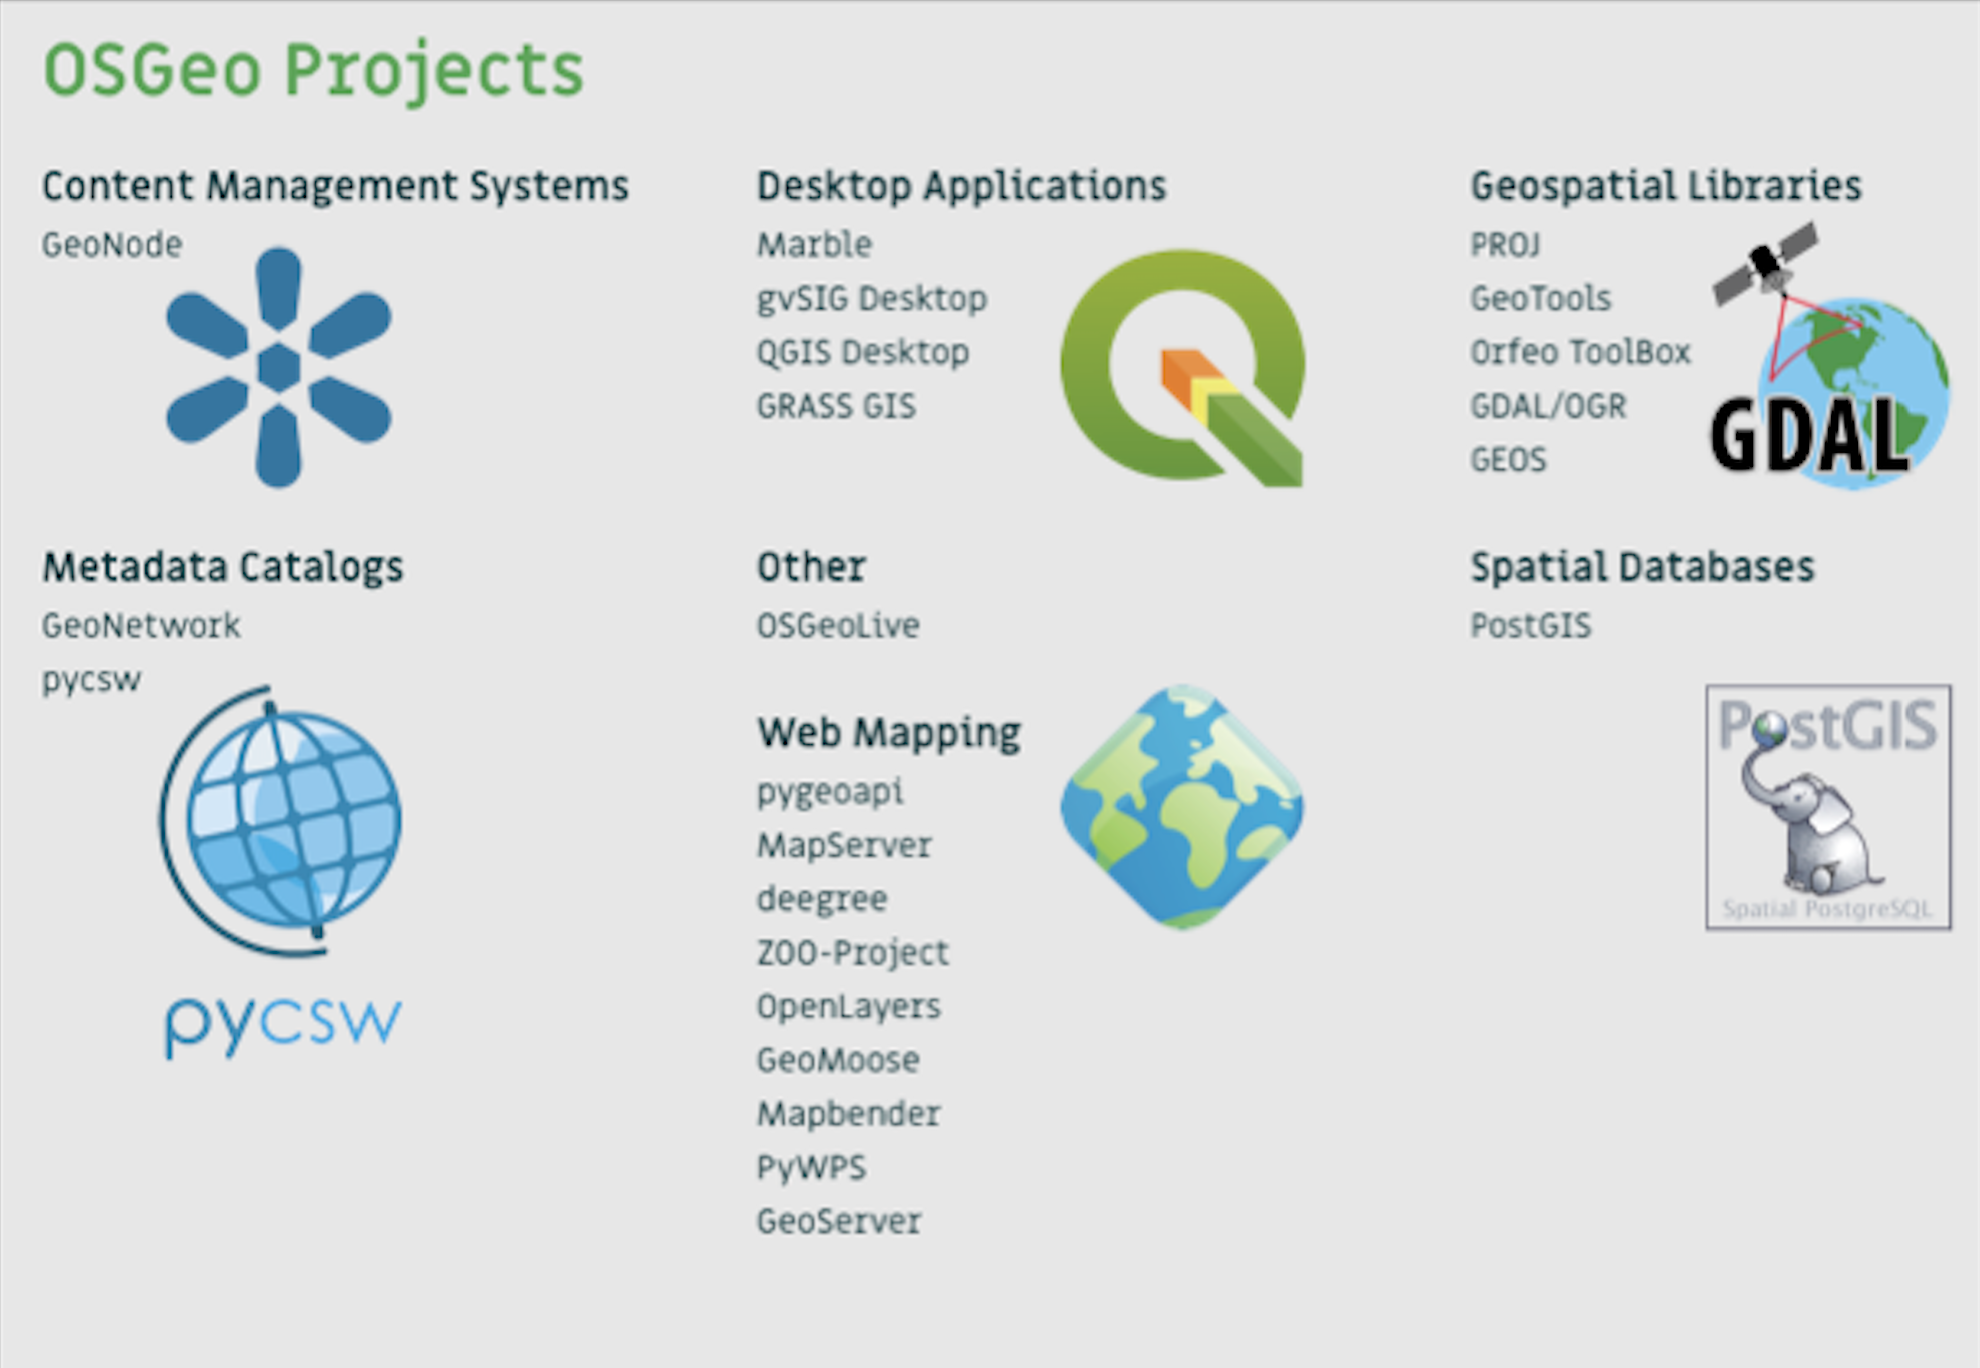 OSGeo Projects
Content Management Systems
GeoNode
Desktop Applications
Marble
gvSIG Desktop
QGIS Desktop
GRASS GIS
Geospatial Libraries
PROJ
GeoTools
Orfeo ToolBox
GDAL/OGR
GEOS
GDAL
Metadata Catalogs
GeoNetwork
pycsw
pycsw
Other
OSGeoLive
Web Mapping
pygeoapi
MapServer
deegree
ZOO-Project
OpenLayers
GeoMoose
Mapbender
PyWPS
GeoServer
Spatial Databases
PostGIS
PostGIS
Spatial PostgreSQL